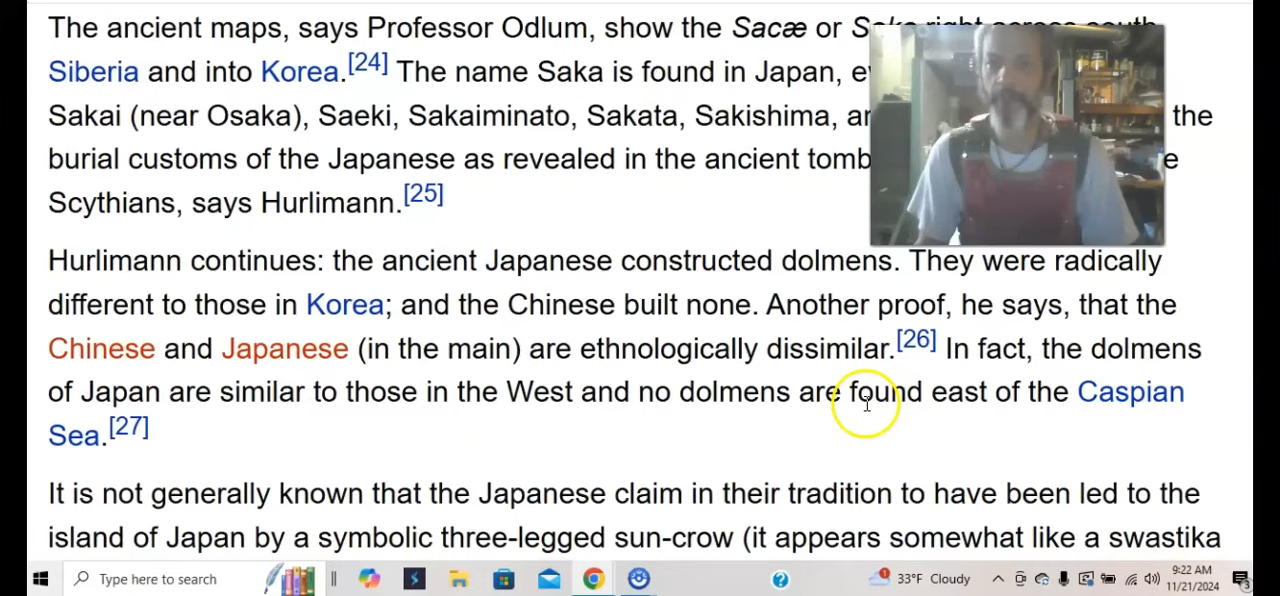 The ancient maps, says Professor Odlum, show the Sacæ or
Siberia and into Korea.[24] The name Saka is found in Japan,
Sakai (near Osaka), Saeki, Sakaiminato, Sakata, Sakishima, the
burial customs of the Japanese as revealed in the ancient
Scythians, says Hurlimann.[25]
Hurlimann continues: the ancient Japanese constructed dolmens. They were radically
different to those in Korea; and the Chinese built none. Another proof, he says, that the
Chinese and Japanese (in the main) are ethnologically dissimilar.[26] In fact, the dolmens
of Japan are similar to those in the West and no dolmens are found east of the Caspian
Sea.[27]
It is not generally known that the Japanese claim in their tradition to have been led to the
island of Japan by a symbolic three-legged sun-crow (it appears somewhat like a swastika
Type here to search
33°F Cloudy
9:22 AM
11/21/2024